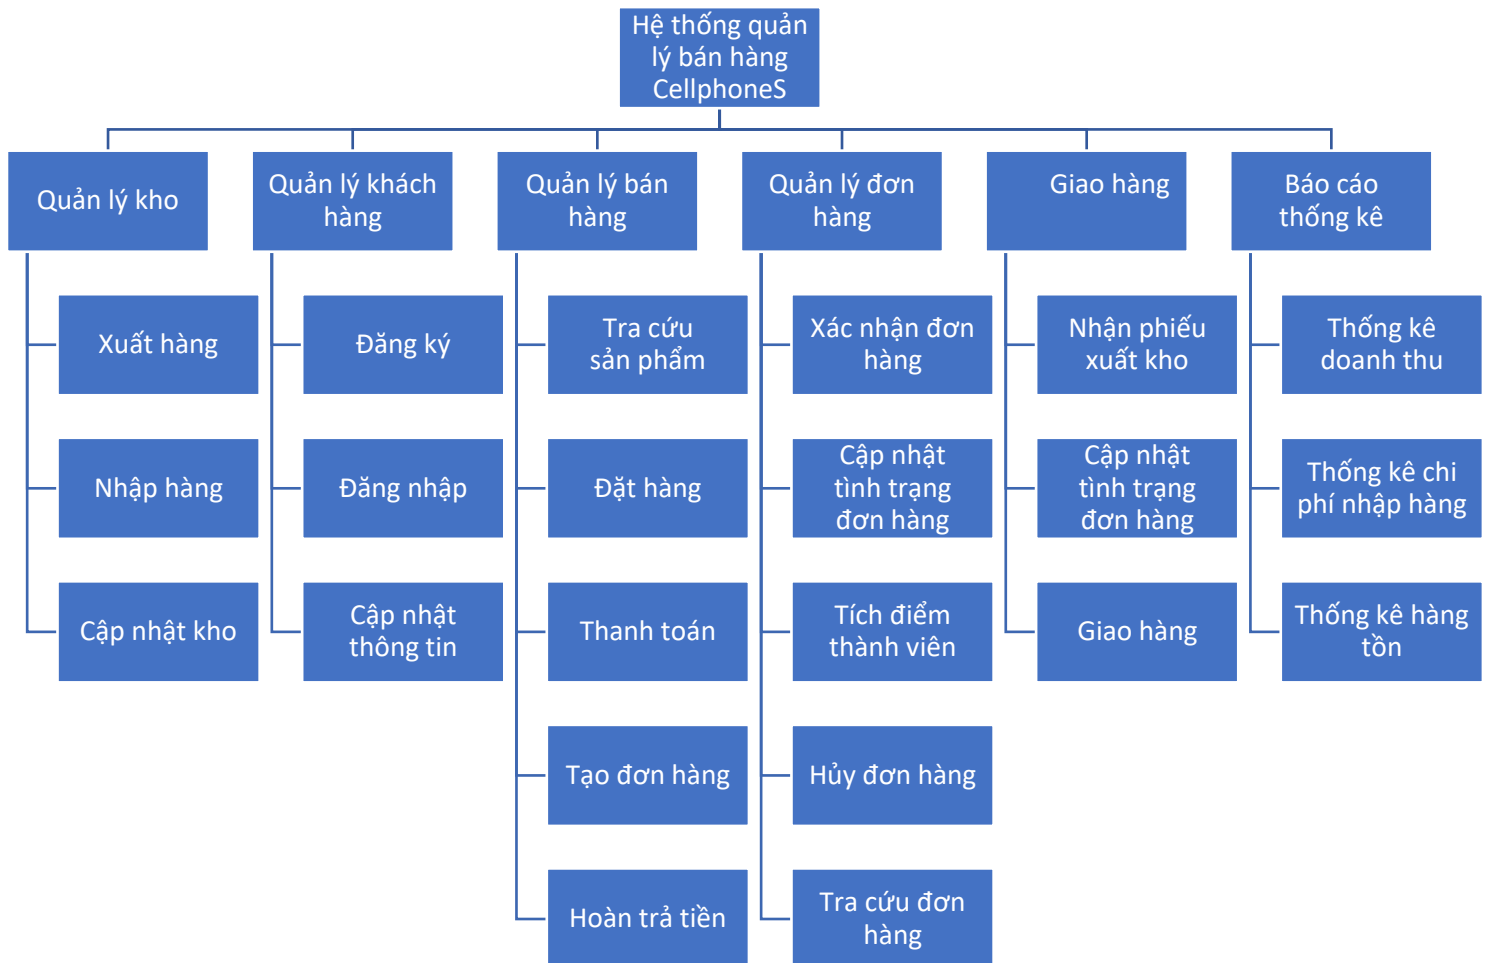 Hệ thống quản
lý bán hàng
CellphoneS
Quản lý kho
Quản lý khách
hàng
Quản lý bán
hàng
Quản lý đơn
hàng
Giao hàng
Báo cáo
thống kê
Xuất hàng
Đăng ký
Tra cứu
sản phẩm
Xác nhận đơn
hàng
Nhận phiếu
xuất kho
Thống kê
doanh thu
Nhập hàng
Đăng nhập
Đặt hàng
Cập nhật
tình trạng
đơn hàng
Cập nhật
tình trạng
đơn hàng
Thống kê chi
phí nhập hàng
Cập nhật kho
Cập nhật
thông tin
Thanh toán
Tích điểm
thành viên
Giao hàng
Thống kê hàng
tồn
Tạo đơn hàng
Hủy đơn hàng
Hoàn trả tiền
Tra cứu đơn
hàng